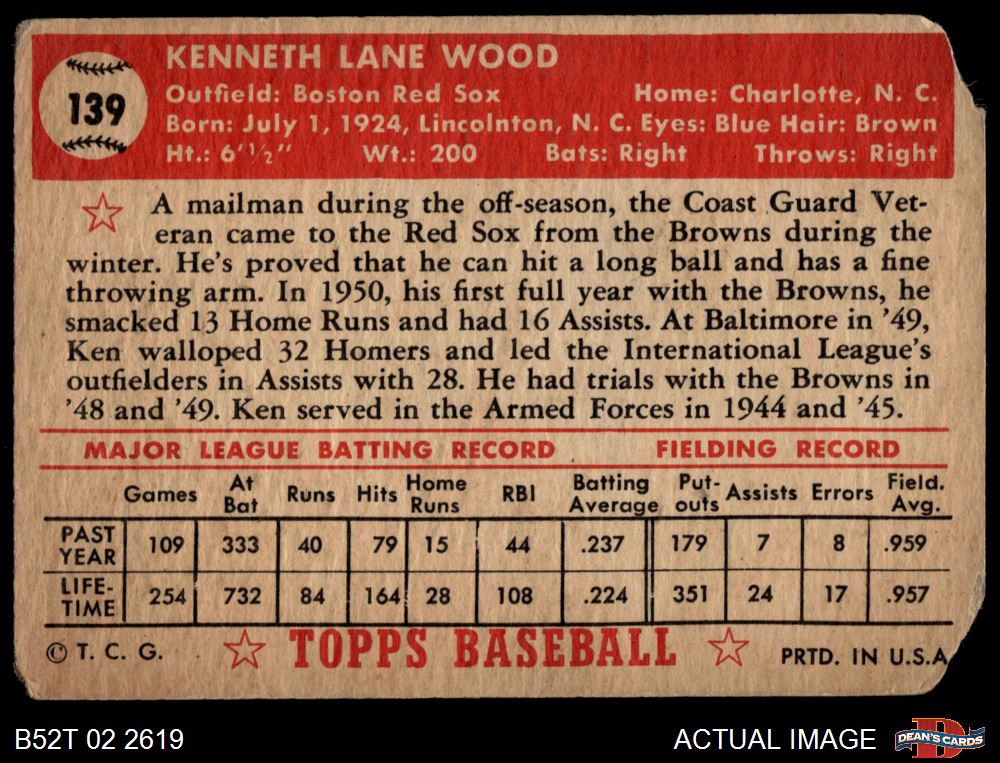 139
KENNETH LANE WOOD
Outfield: Boston Red Sox Home: Charlotte, N. C.
Born: July 1, 1924, Lincolnton, N. C. Eyes: Blue Hair: Brown
Ht.: 6'½" Wt.: 200 Bats: Right Throws: Right
A mailman during the off-season, the Coast Guard Vet-
eran came to the Red Sox from the Browns during the
winter. He's proved that he can hit a long ball and has a fine
throwing arm. In 1950, his first full year with the Browns, he
smacked 13 Home Runs and had 16 Assists. At Baltimore in '49,
Ken walloped 32 Homers and led the International League's
outfielders in Assists with 28. He had trials with the Browns in
'48 and '49. Ken served in the Armed Forces in 1944 and '45.
MAJOR LEAGUE BATTING RECORD FIELDING RECORD
Games At Bat Runs Hits Home Runs RBI Batting Average Put-outs Assists Errors Field. Avg.
PAST YEAR 109 333 40 79 15 44 .237 179 7 8 .959
LIFE-TIME 254 732 84 164 28 108 .224 351 24 17 .957
© T. C. G. TOPPS BASEBALL PRTD. IN U.S.A
B52T 02 2619 ACTUAL IMAGE DEAN'S CARDS